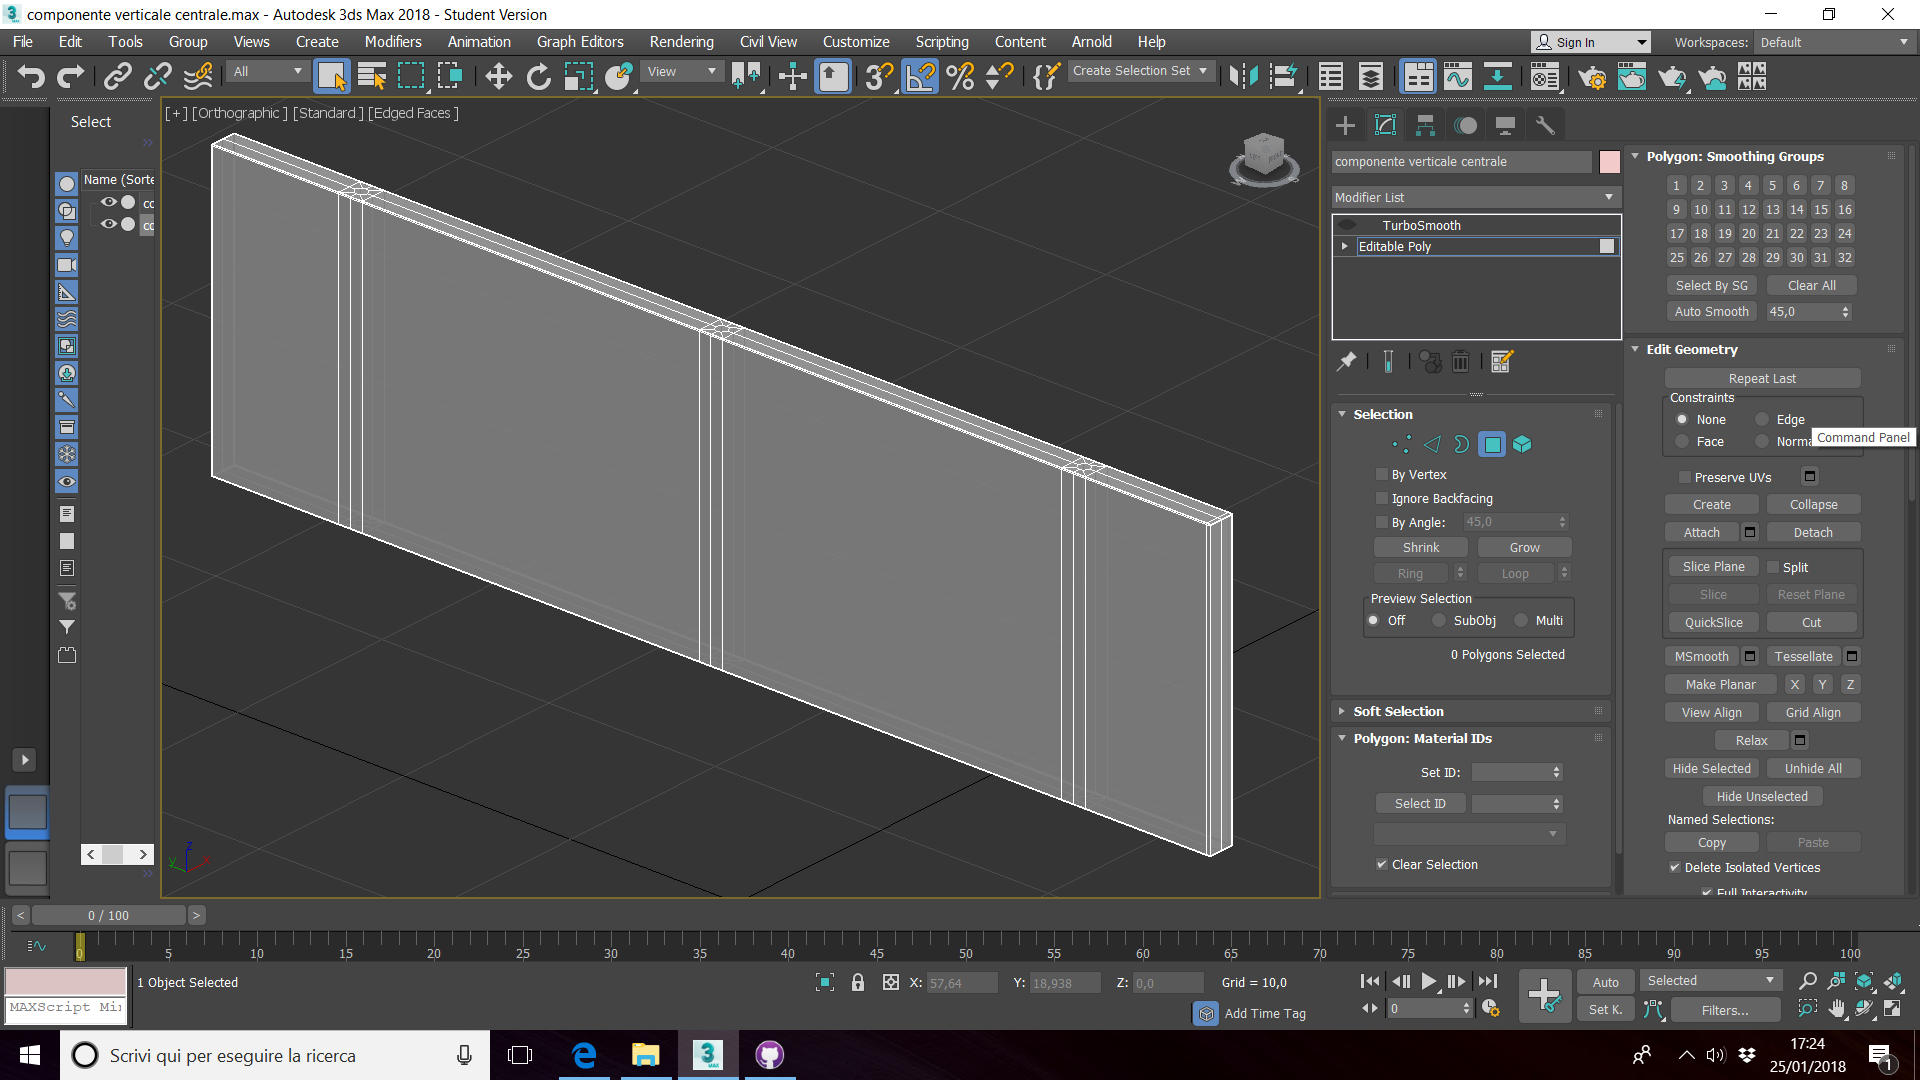 componente verticale centrale.max - Autodesk 3ds Max 2018 - Student Version
File Edit Tools Group Views Create Modifiers Animation Graph Editors Rendering Civil View Customize Scripting Content Arnold Help
Sign In
Workspaces: Default
All
View
Create Selection Set
Select
Name (Sorte
co
co
[+] [Orthographic] [Standard] [Edged Faces]
componente verticale centrale
Modifier List
TurboSmooth
Editable Poly
Selection
By Vertex
Ignore Backfacing
By Angle: 45,0
Shrink Grow
Ring Loop
Preview Selection
Off SubObj Multi
0 Polygons Selected
Soft Selection
Polygon: Material IDs
Set ID:
Select ID
Clear Selection
Polygon: Smoothing Groups
1 2 3 4 5 6 7 8
9 10 11 12 13 14 15 16
17 18 19 20 21 22 23 24
25 26 27 28 29 30 31 32
Select By SG Clear All
Auto Smooth 45,0
Edit Geometry
Repeat Last
Constraints
None Edge
Face Norma
Command Panel
Preserve UVs
Create Collapse
Attach Detach
Slice Plane Split
Slice Reset Plane
QuickSlice Cut
MSmooth Tessellate
Make Planar X Y Z
View Align Grid Align
Relax
Hide Selected Unhide All
Hide Unselected
Named Selections:
Copy Paste
Delete Isolated Vertices
Full Interactivity
z
y
x
< 0 / 100 >
0 5 10 15 20 25 30 35 40 45 50 55 60 65 70 75 80 85 90 95 100
1 Object Selected
X: 57,64 Y: 18,938 Z: 0,0 Grid = 10,0
Auto Selected
MAXScript Mi
Add Time Tag
0
Set K. Filters...
Scrivi qui per eseguire la ricerca
17:24
25/01/2018
1